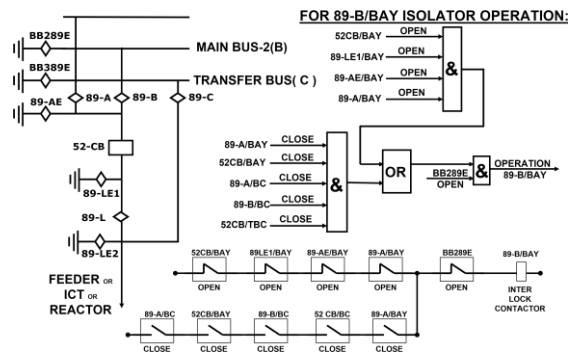 FOR 89-B/BAY ISOLATOR OPERATION:
BB289E
MAIN BUS-2(B)
BB389E
TRANSFER BUS( C )
89-AE
89-A
89-B
89-C
52-CB
89-LE1
89-L
89-LE2
FEEDER OR
ICT OR
REACTOR
52CB/BAY OPEN
89-LE1/BAY OPEN
89-AE/BAY OPEN
89-A/BAY OPEN
&
89-A/BAY CLOSE
52CB/BAY CLOSE
89-A/BC CLOSE
89-B/BC CLOSE
52CB/TBC CLOSE
&
OR
BB289E
OPEN
&
OPERATION
89-B/BAY
52CB/BAY
89LE1/BAY
89-AE/BAY
89-A/BAY
BB289E
89-B/BAY
OPEN
OPEN
OPEN
OPEN
OPEN
INTER
LOCK
CONTACTOR
89-A/BC
52CB/BAY
89-B/BC
52 CB/BC
89-A/BAY
CLOSE
CLOSE
CLOSE
CLOSE
CLOSE